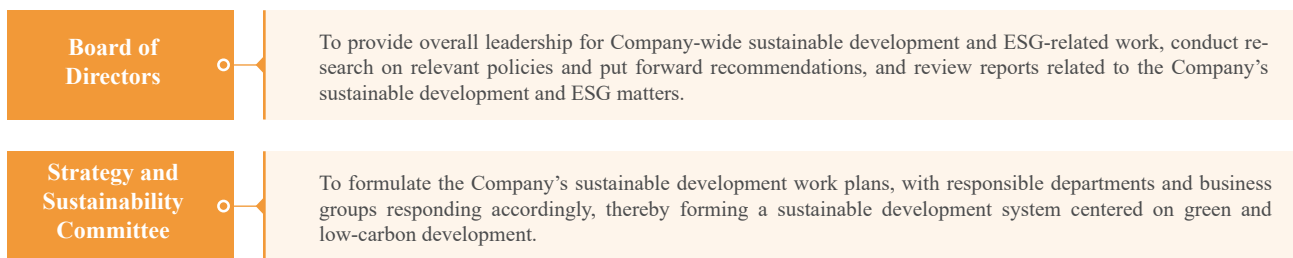 Board of
Directors
To provide overall leadership for Company-wide sustainable development and ESG-related work, conduct re-
search on relevant policies and put forward recommendations, and review reports related to the Company’s
sustainable development and ESG matters.
Strategy and
Sustainability
Committee
To formulate the Company’s sustainable development work plans, with responsible departments and business
groups responding accordingly, thereby forming a sustainable development system centered on green and
low-carbon development.